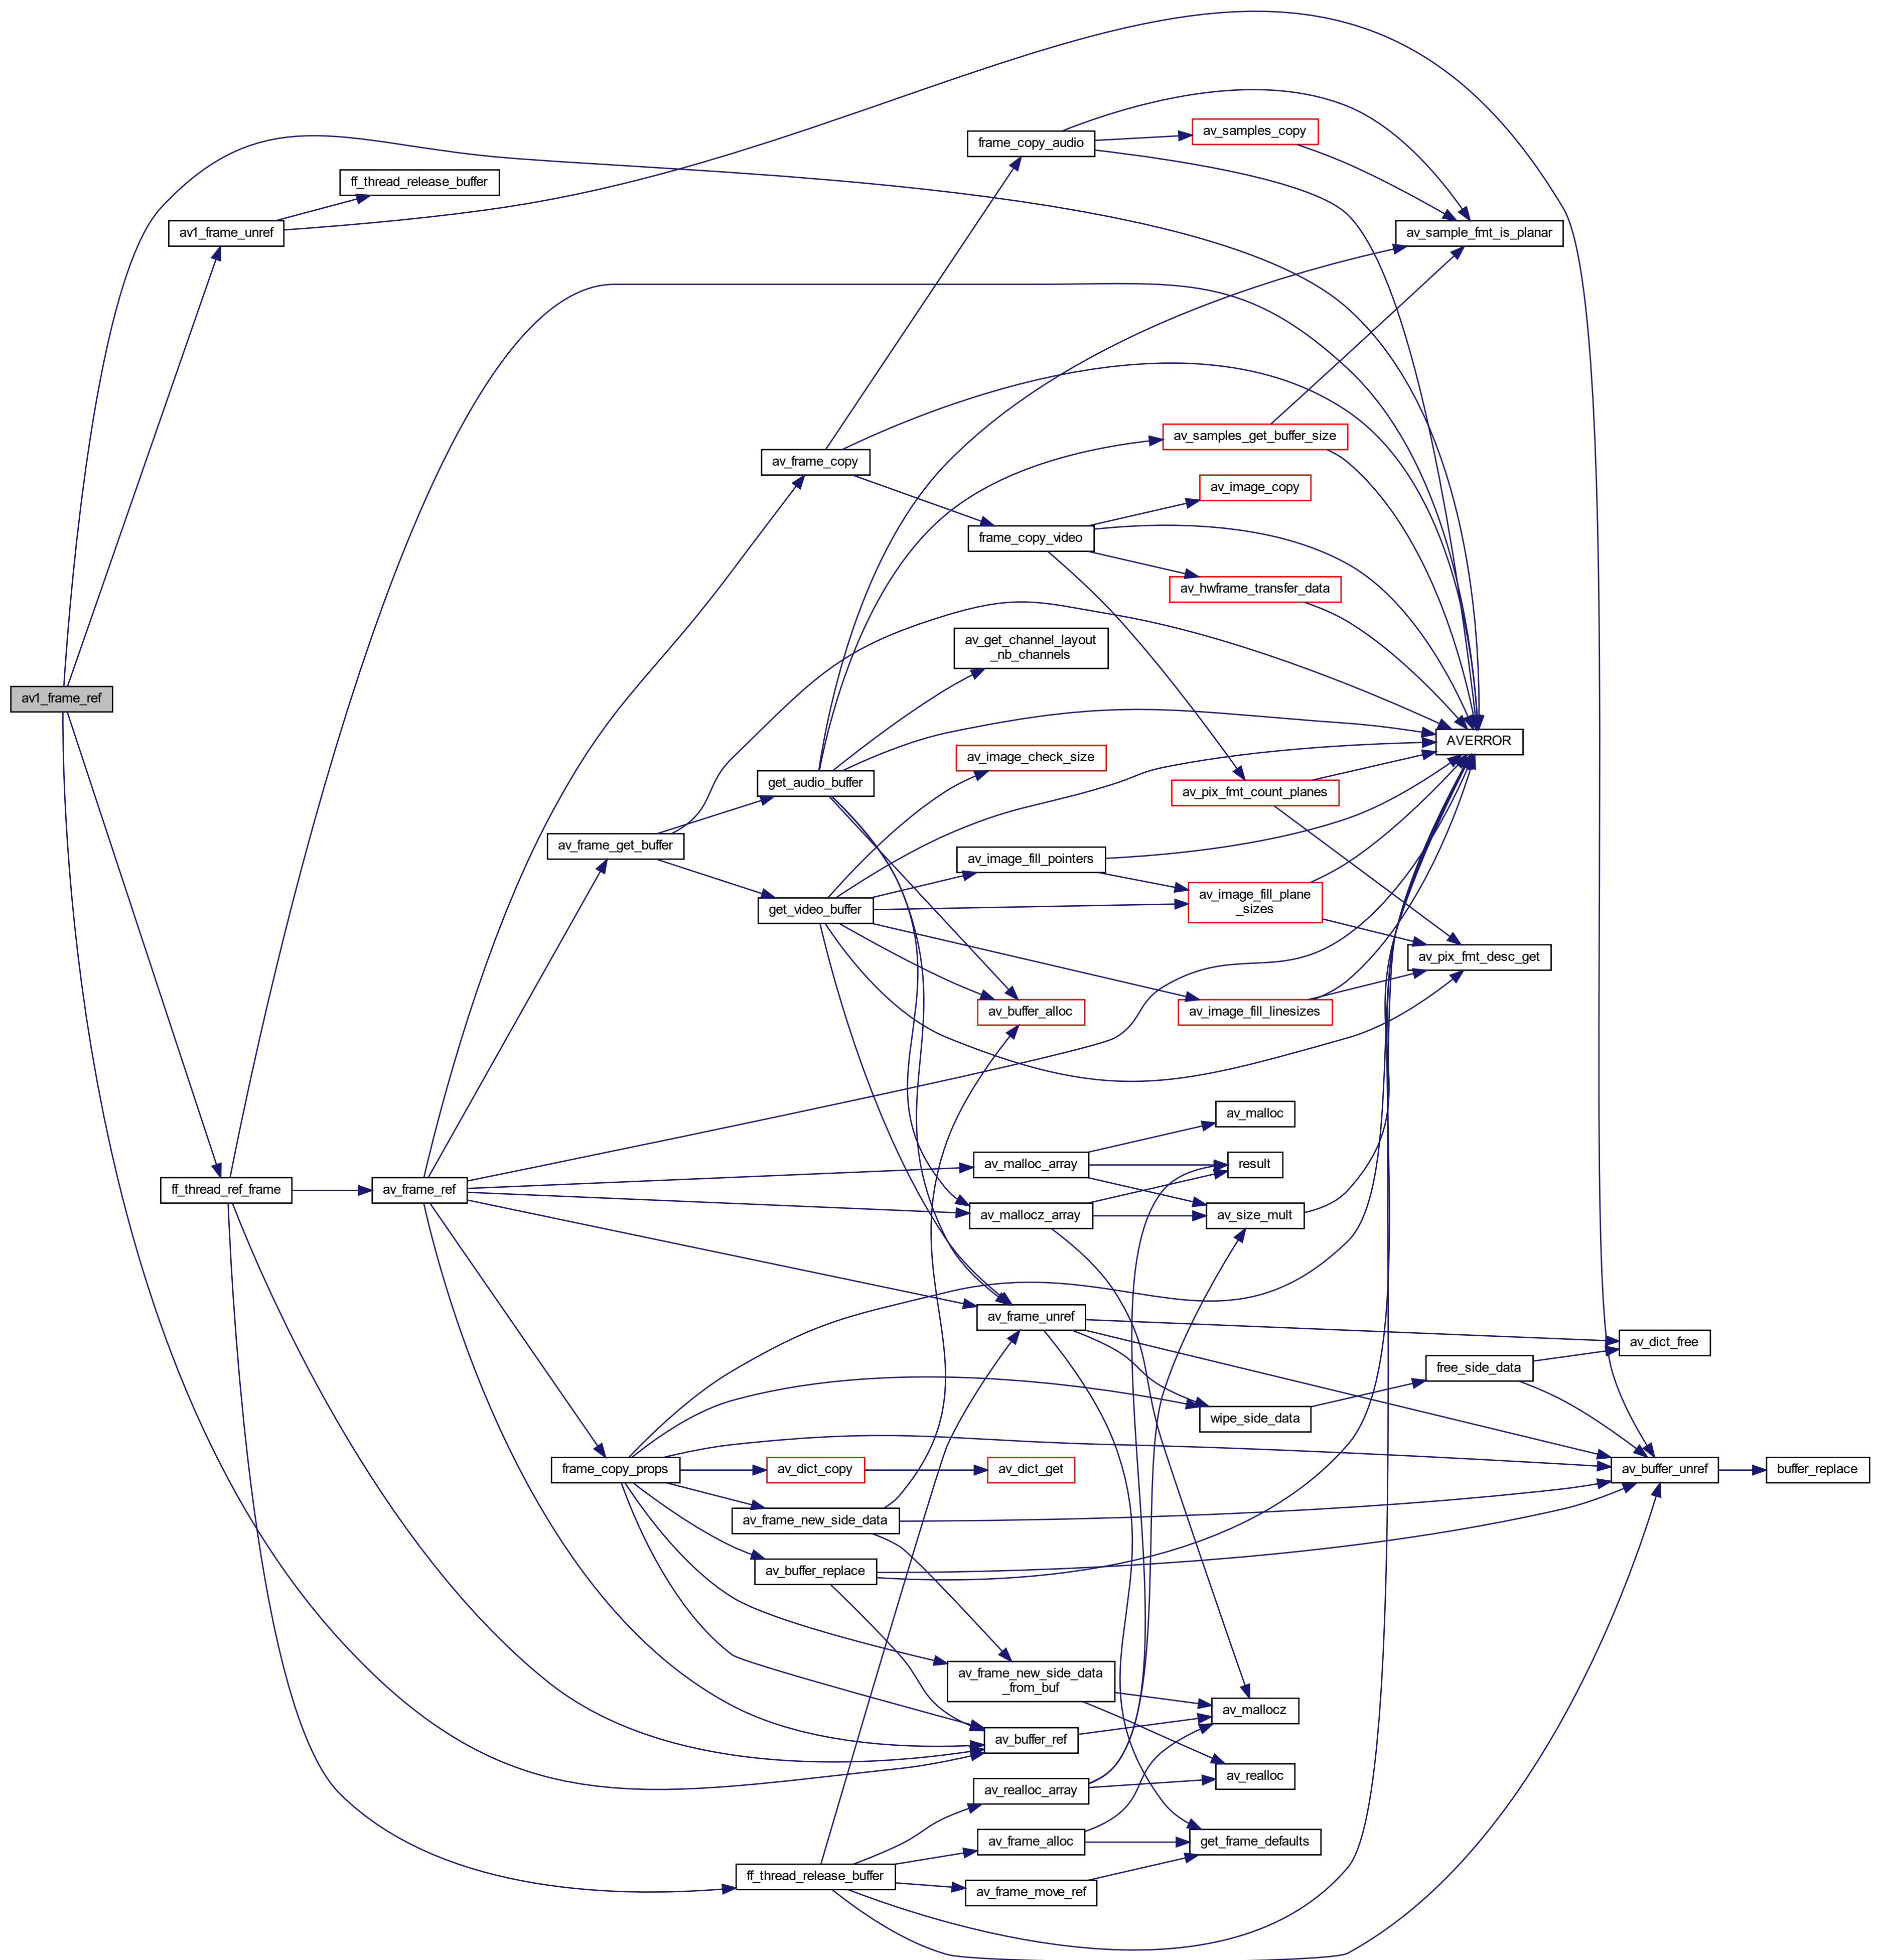 av1_frame_ref
av1_frame_unref
ff_thread_release_buffer
ff_thread_ref_frame
av_frame_ref
av_frame_get_buffer
frame_copy_props
av_frame_copy
get_audio_buffer
get_video_buffer
av_dict_copy
av_frame_new_side_data
av_buffer_replace
ff_thread_release_buffer
frame_copy_audio
frame_copy_video
av_get_channel_layout
_nb_channels
av_image_check_size
av_image_fill_pointers
av_buffer_alloc
av_malloc_array
av_mallocz_array
av_frame_unref
av_dict_get
av_frame_new_side_data
_from_buf
av_buffer_ref
av_realloc_array
av_frame_alloc
av_frame_move_ref
av_samples_copy
av_samples_get_buffer_size
av_image_copy
av_hwframe_transfer_data
av_pix_fmt_count_planes
av_image_fill_plane
_sizes
av_image_fill_linesizes
av_malloc
result
av_size_mult
wipe_side_data
av_mallocz
av_realloc
get_frame_defaults
av_sample_fmt_is_planar
AVERROR
av_pix_fmt_desc_get
free_side_data
av_dict_free
av_buffer_unref
buffer_replace